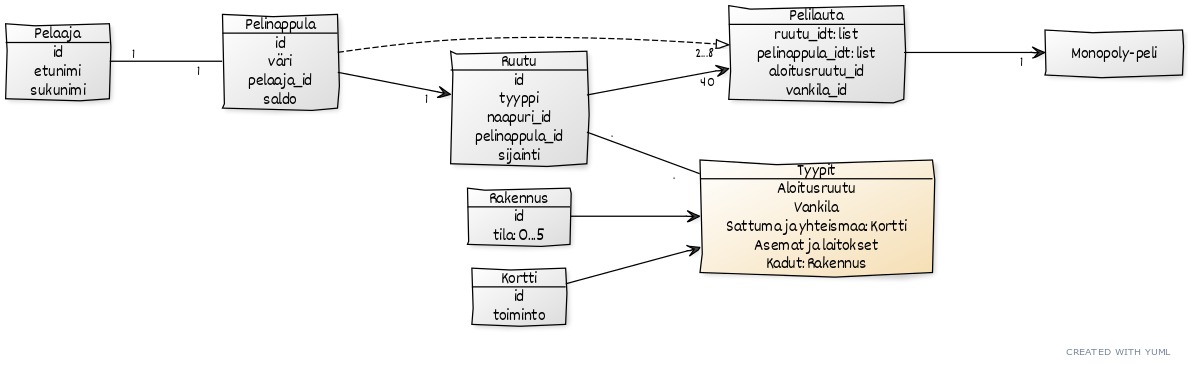 Pelaaja
id
etunimi
sukunimi
1
1
Pelinappula
id
väri
pelaaja_id
saldo
1
Ruutu
id
tyyppi
naapuri_id
pelinappula_id
sijainti
2...8
40
Pelilauta
ruutu_idt: list
pelinappula_idt: list
aloitusruutu_id
vankila_id
1
Monopoly-peli
Rakennus
id
tila: 0...5
Kortti
id
toiminto
.
.
Tyypit
Aloitusruutu
Vankila
Sattuma ja yhteismaa: Kortti
Asemat ja laitokset
Kadut: Rakennus
CREATED WITH YUML